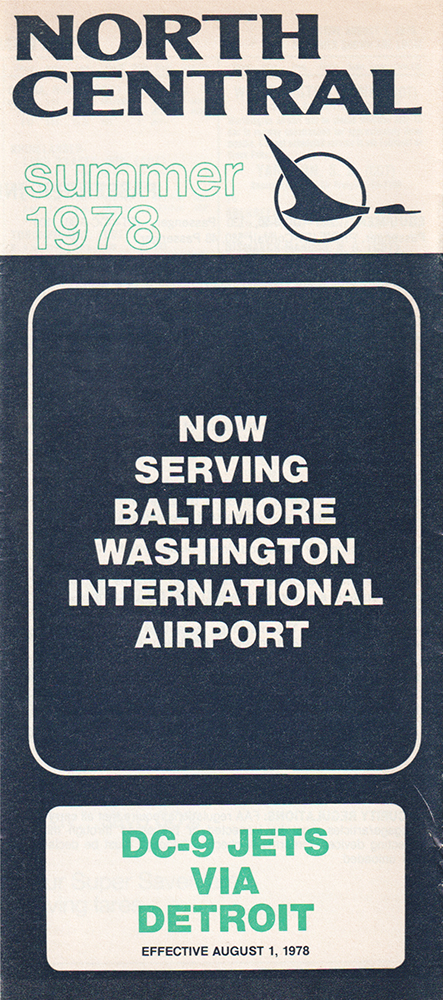 NORTH
CENTRAL
summer
1978
NOW
SERVING
BALTIMORE
WASHINGTON
INTERNATIONAL
AIRPORT
DC-9 JETS
VIA
DETROIT
EFFECTIVE AUGUST 1, 1978